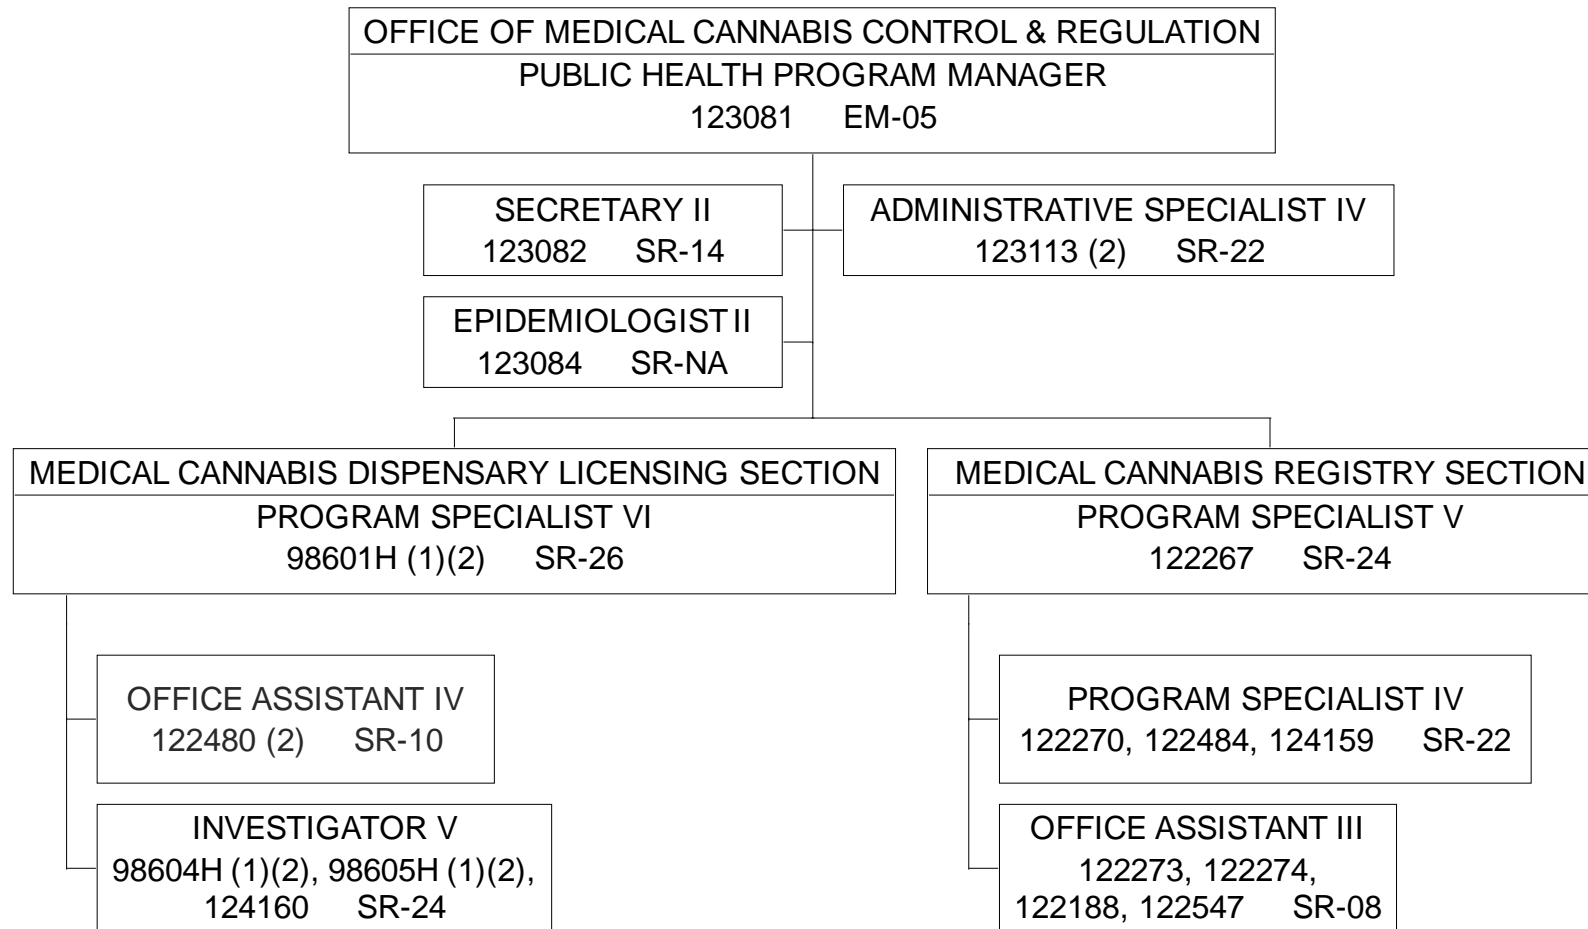 OFFICE OF MEDICAL CANNABIS CONTROL & REGULATION
PUBLIC HEALTH PROGRAM MANAGER
123081 EM-05
SECRETARY II
123082 SR-14
ADMINISTRATIVE SPECIALIST IV
123113 (2) SR-22
EPIDEMIOLOGIST II
123084 SR-NA
MEDICAL CANNABIS DISPENSARY LICENSING SECTION
PROGRAM SPECIALIST VI
98601H (1)(2) SR-26
MEDICAL CANNABIS REGISTRY SECTION
PROGRAM SPECIALIST V
122267 SR-24
OFFICE ASSISTANT IV
122480 (2) SR-10
INVESTIGATOR V
98604H (1)(2), 98605H (1)(2),
124160 SR-24
PROGRAM SPECIALIST IV
122270, 122484, 124159 SR-22
OFFICE ASSISTANT III
122273, 122274,
122188, 122547 SR-08